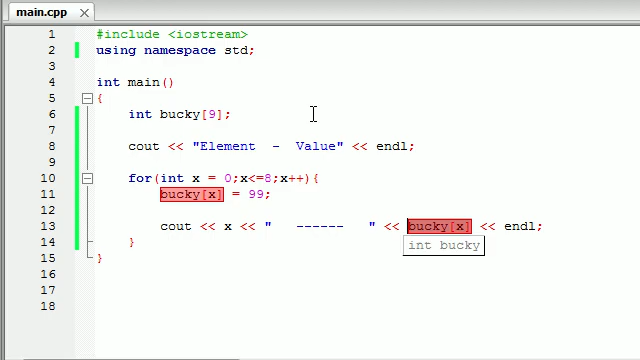 main.cpp
1 #include <iostream>
2 using namespace std;
3
4 int main()
5 {
6 int bucky[9];
7
8 cout << "Element  -  Value" << endl;
9
10 for(int x = 0;x<=8;x++){
11 bucky[x] = 99;
12
13 cout << x << "   ------   " << bucky[x] << endl;
int bucky
14 }
15 }
16
17
18